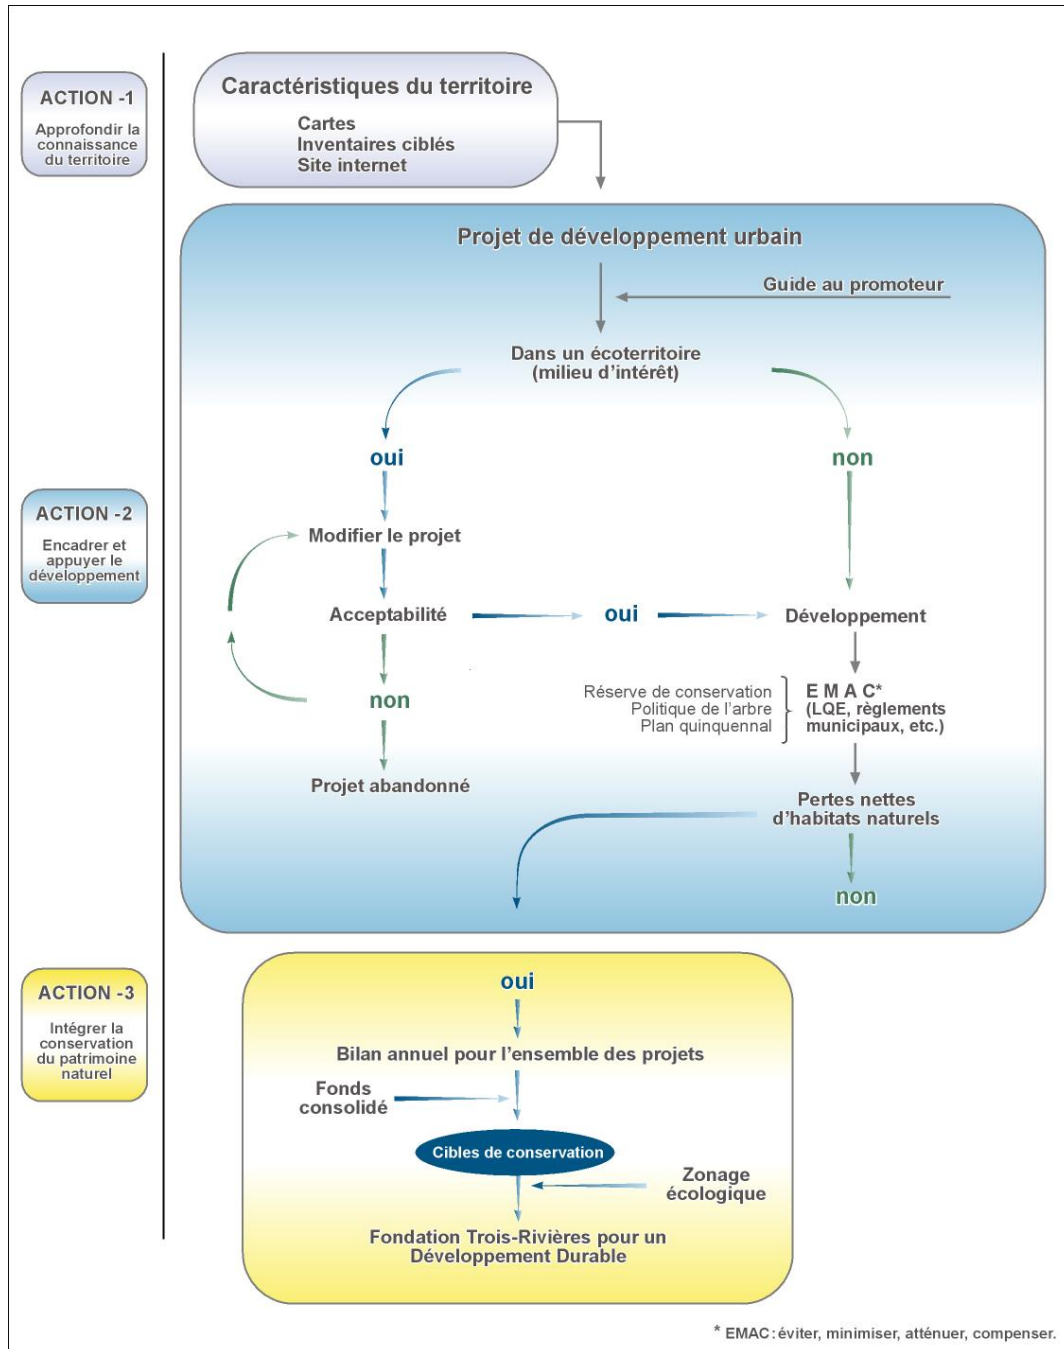 ACTION -1
Approfondir la
connaissance
du territoire
Caractéristiques du territoire
Cartes
Inventaires ciblés
Site internet
Projet de développement urbain
Guide au promoteur
Dans un écoterritoire
(milieu d'intérêt)
oui
non
ACTION -2
Encadrer et
appuyer le
développement
Modifier le projet
Acceptabilité
oui
Développement
non
Réserve de conservation
Politique de l'arbre
Plan quinquennal
E M A C*
(LQE, règlements
municipaux, etc.)
Projet abandonné
Pertes nettes
d'habitats naturels
non
ACTION -3
Intégrer la
conservation
du patrimoine
naturel
oui
Bilan annuel pour l'ensemble des projets
Fonds
consolidé
Cibles de conservation
Zonage
écologique
Fondation Trois-Rivières pour un
Développement Durable
* EMAC: éviter, minimiser, atténuer, compenser.